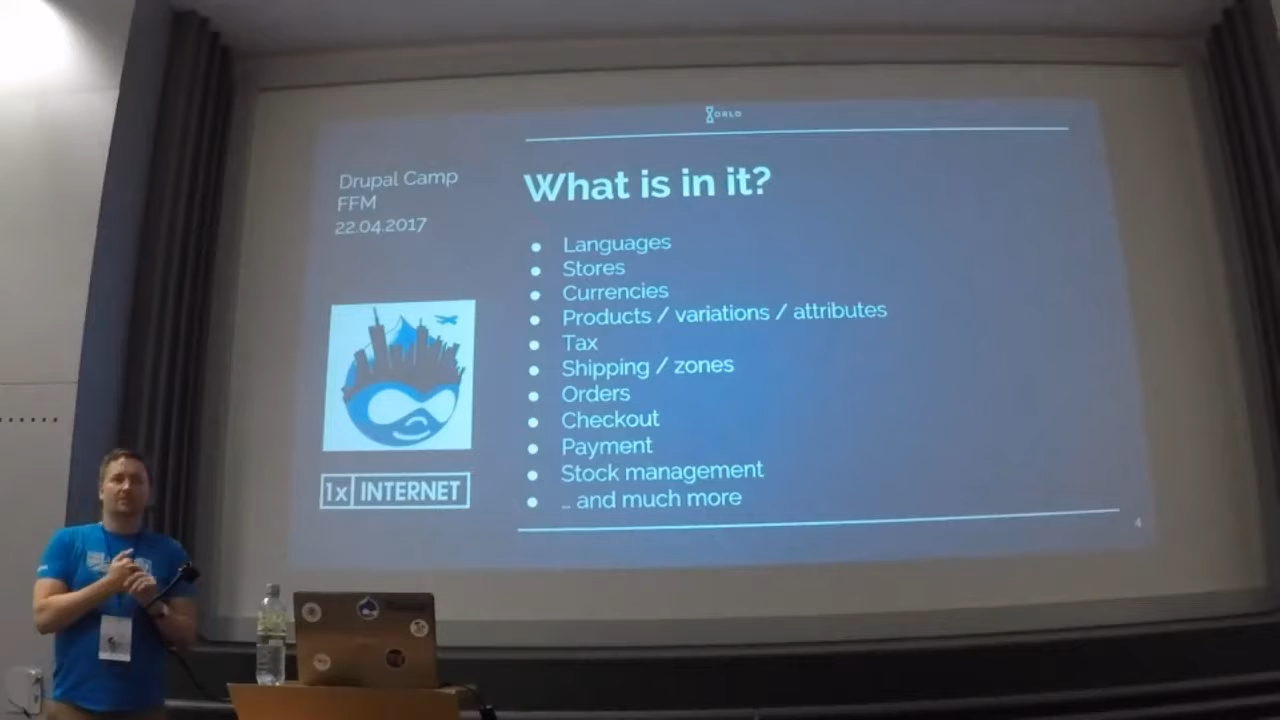 ORLD
Drupal Camp
FFM
22.04.2017
1x INTERNET
What is in it?
Languages
Stores
Currencies
Products / variations / attributes
Tax
Shipping / zones
Orders
Checkout
Payment
Stock management
... and much more
4